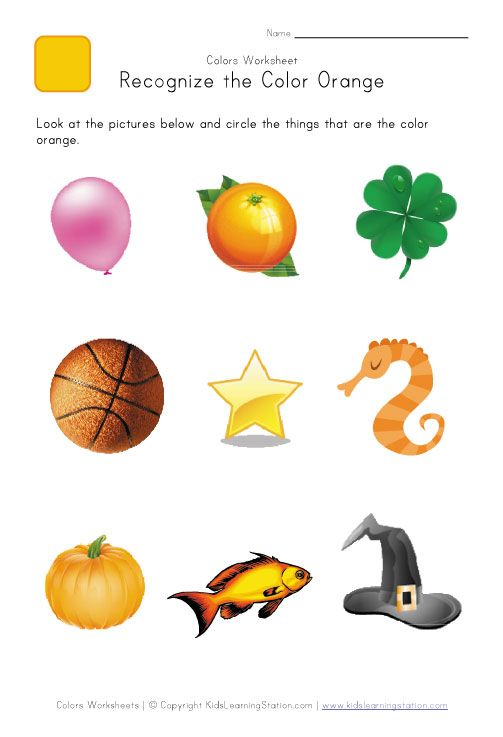 Name
Colors Worksheet
Recognize the Color Orange
Look at the pictures below and circle the things that are the color
orange.
Colors Worksheets | © Copyright KidsLearningStation.com | www.kidslearningstation.com